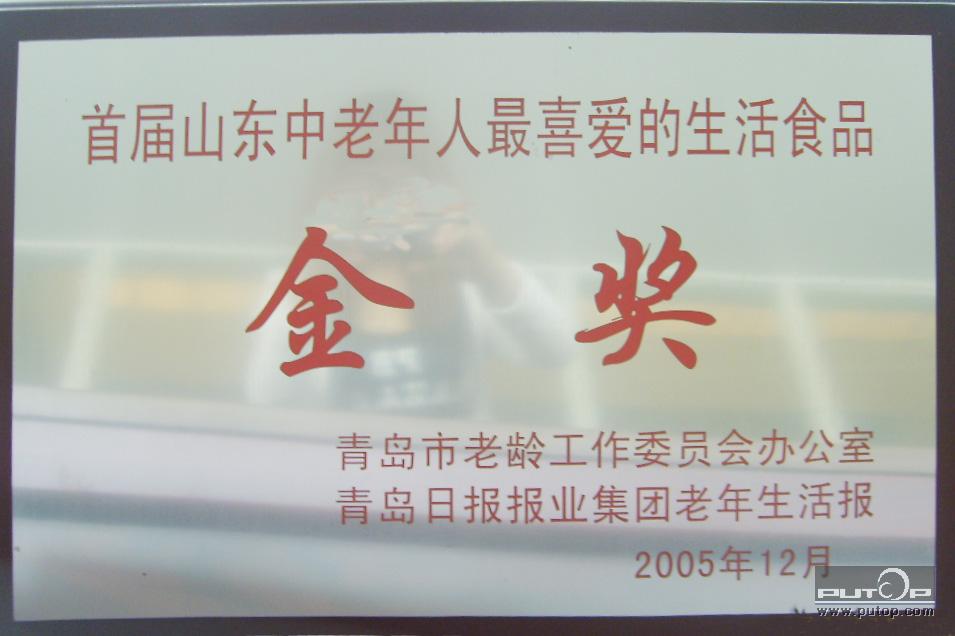 首届山东中老年人最喜爱的生活食品
金 奖
青岛市老龄工作委员会办公室
青岛日报报业集团老年生活报
2005年12月
PUTOP
www.putop.com